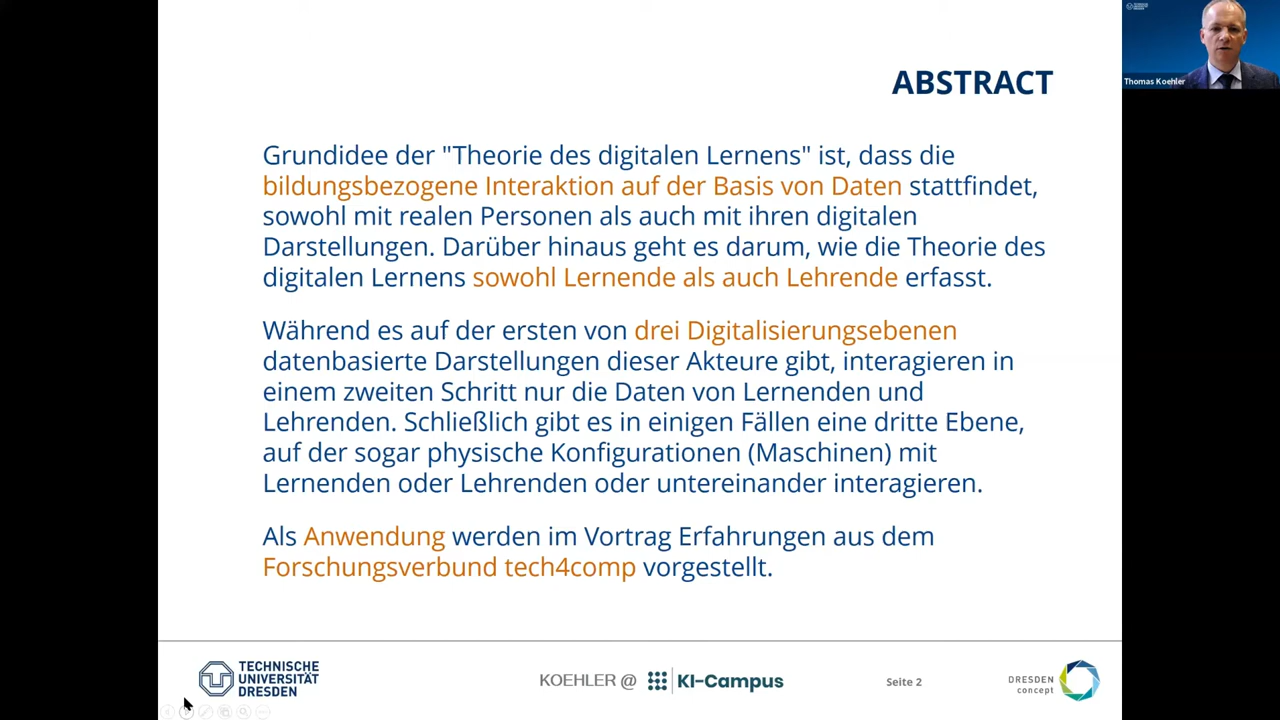 TECHNISCHE
UNIVERSITÄT
DRESDEN
Thomas Koehler
ABSTRACT
Grundidee der "Theorie des digitalen Lernens" ist, dass die
bildungsbezogene Interaktion auf der Basis von Daten stattfindet,
sowohl mit realen Personen als auch mit ihren digitalen
Darstellungen. Darüber hinaus geht es darum, wie die Theorie des
digitalen Lernens sowohl Lernende als auch Lehrende erfasst.
Während es auf der ersten von drei Digitalisierungsebenen
datenbasierte Darstellungen dieser Akteure gibt, interagieren in
einem zweiten Schritt nur die Daten von Lernenden und
Lehrenden. Schließlich gibt es in einigen Fällen eine dritte Ebene,
auf der sogar physische Konfigurationen (Maschinen) mit
Lernenden oder Lehrenden oder untereinander interagieren.
Als Anwendung werden im Vortrag Erfahrungen aus dem
Forschungsverbund tech4comp vorgestellt.
TECHNISCHE
UNIVERSITÄT
DRESDEN
KOEHLER @ KI-Campus
Seite 2
DRESDEN
concept